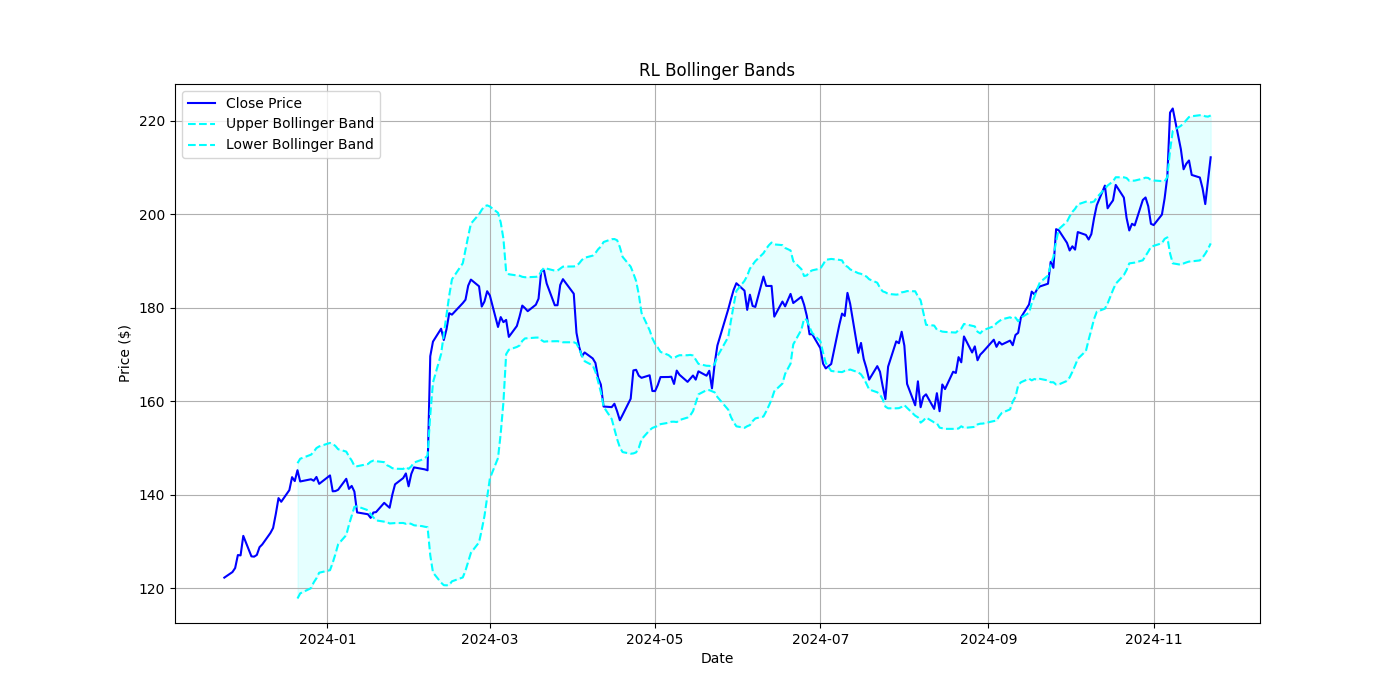 RL Bollinger Bands
Close Price
Upper Bollinger Band
Lower Bollinger Band
Price ($)
220
200
180
160
140
120
2024-01 2024-03 2024-05 2024-07 2024-09 2024-11
Date